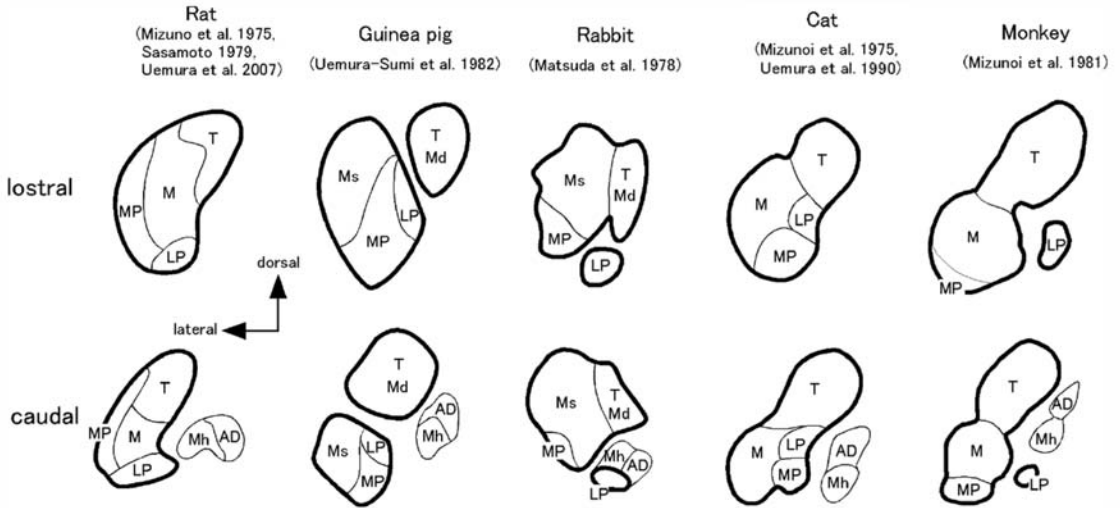 Rat
(Mizuno et al. 1975,
Sasamoto 1979,
Uemura et al. 2007)
Guinea pig
(Uemura-Sumi et al. 1982)
Rabbit
(Matsuda et al. 1978)
Cat
(Mizunoi et al. 1975,
Uemura et al. 1990)
Monkey
(Mizunoi et al. 1981)
lostral
T
M
MP
LP
T
Md
Ms
LP
MP
T
Md
Ms
MP
LP
T
M
LP
MP
T
M
LP
MP
dorsal
lateral
caudal
T
MP
M
LP
Mh
AD
T
Md
Ms
LP
MP
AD
Mh
Ms
T
Md
MP
Mh
AD
LP
T
M
LP
MP
AD
Mh
T
AD
Mh
M
MP
LP